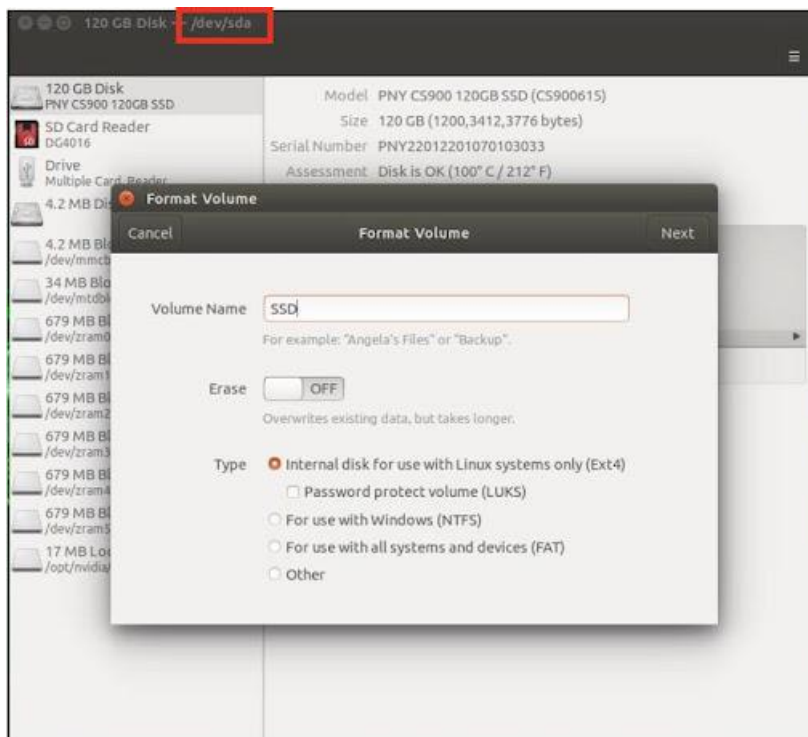 120 GB Disk — /dev/sda
120 GB Disk
PNY CS900 120GB SSD
SD Card Reader
DG4016
Drive
Multiple Card Reader
4.2 MB
4.2 MB
34 MB
679 MB
/dev/zram0
679 MB
/dev/zram1
679 MB
/dev/zram2
679 MB
/dev/zram3
679 MB
/dev/zram4
679 MB
/dev/zram5
17 MB
/opt/nvidia/
Model PNY CS900 120GB SSD (CS900615)
Size 120 GB (1200,3412,3776 bytes)
Serial Number PNY22012201070103033
Assessment Disk is OK (100° C / 212° F)
Format Volume
Cancel Format Volume Next
Volume Name SSD
For example: "Angela's Files" or "Backup".
Erase OFF
Overwrites existing data, but takes longer.
Type Internal disk for use with Linux systems only (Ext4)
Password protect volume (LUKS)
For use with Windows (NTFS)
For use with all systems and devices (FAT)
Other